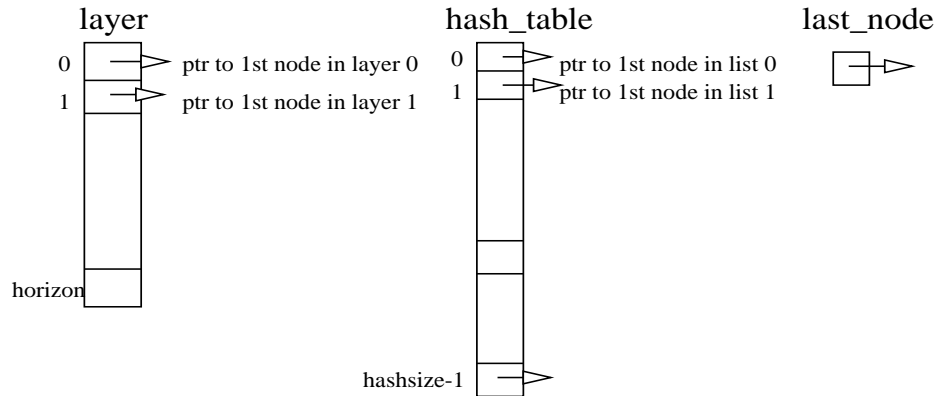 layer
0
ptr to 1st node in layer 0
1
ptr to 1st node in layer 1
horizon
hash_table
0
ptr to 1st node in list 0
1
ptr to 1st node in list 1
hashsize-1
last_node